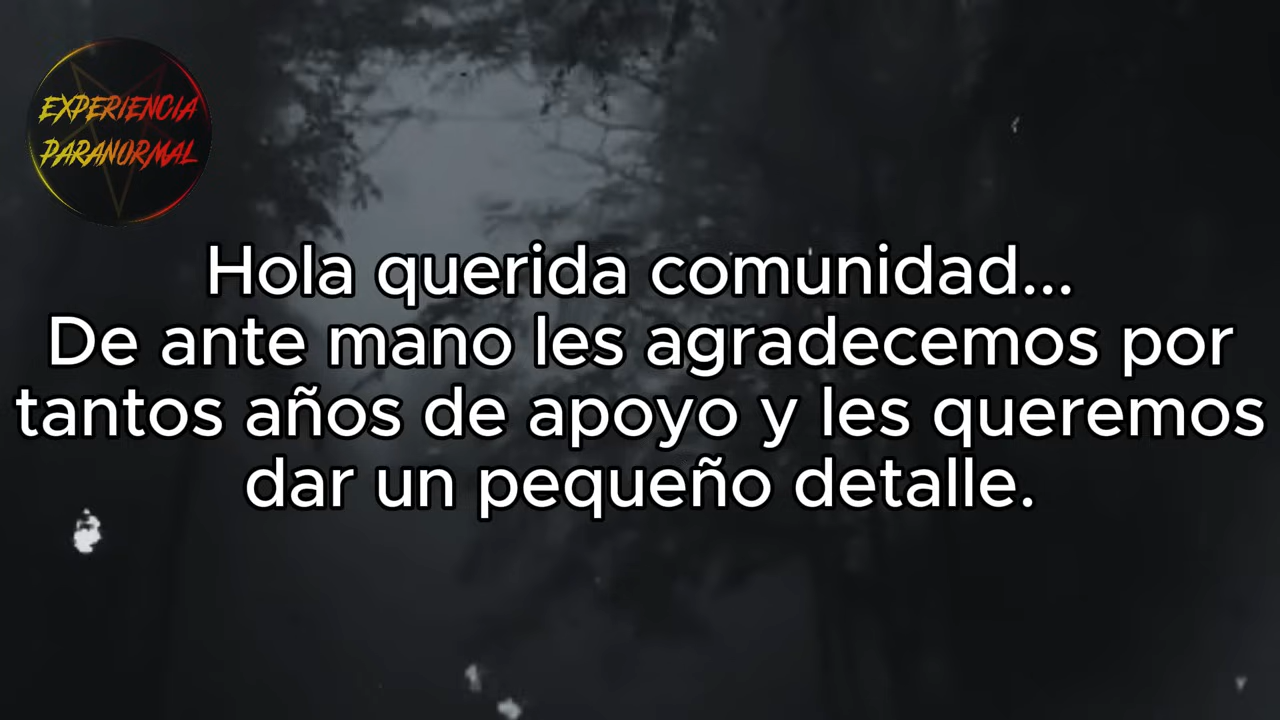 EXPERIENCIA
PARANORMAL
Hola querida comunidad...
De ante mano les agradecemos por
tantos años de apoyo y les queremos
dar un pequeño detalle.